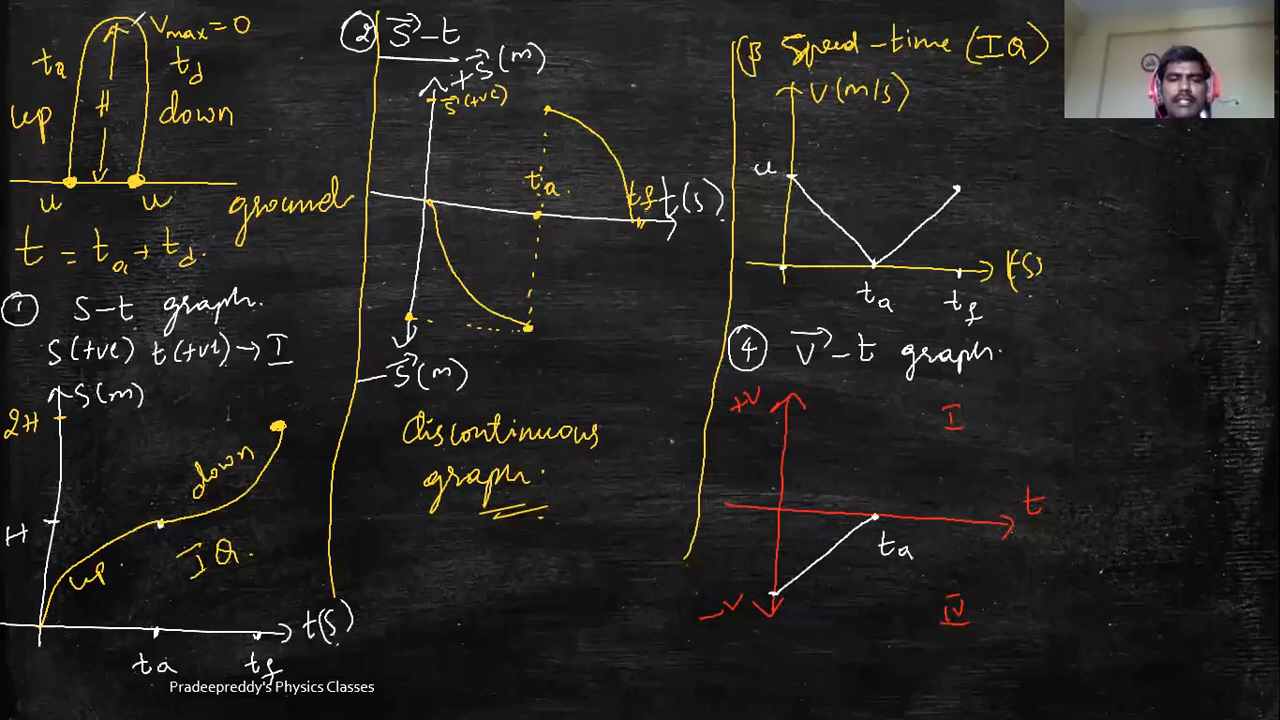 Vmax = 0
ta
td
up
H
down
u
u
ground
t = ta + td.
① S-t graph.
S(+ve) t(+ve) → I
S(m)
2H
down
H
up.
I Q.
t(s)
ta
tf
Pradeepreddy's Physics Classes
② S⃗-t
+S⃗(m)
S⃗(+ve)
ta.
tf
t(s)
-S⃗(m)
discontinuous
graph.
Speed-time (I Q)
V(m/s)
u
t(s)
ta
tf
④ V⃗-t graph.
+V
I
t
ta
-V
IV